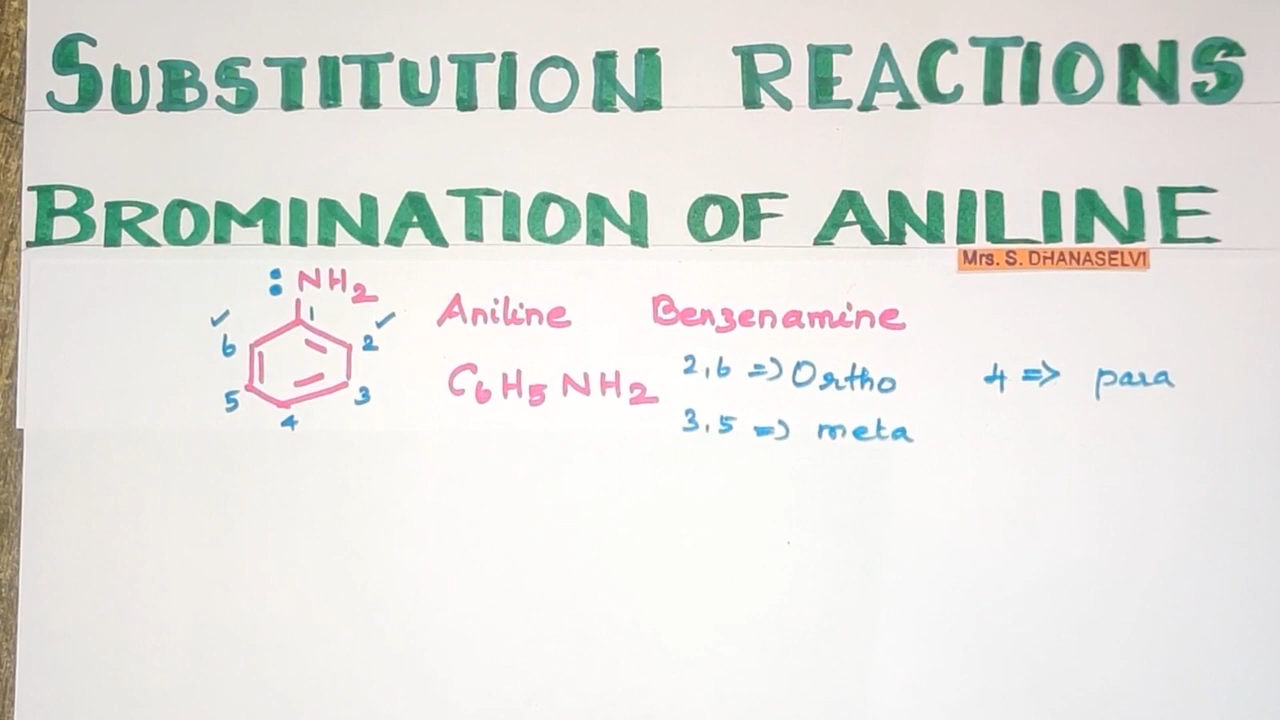 SUBSTITUTION REACTIONS
BROMINATION OF ANILINE
Mrs. S. DHANASELVI
:NH2
1
6 2
5 3
4
Aniline Benzenamine
C6H5NH2
2,6 => Ortho 4 => para
3,5 => meta